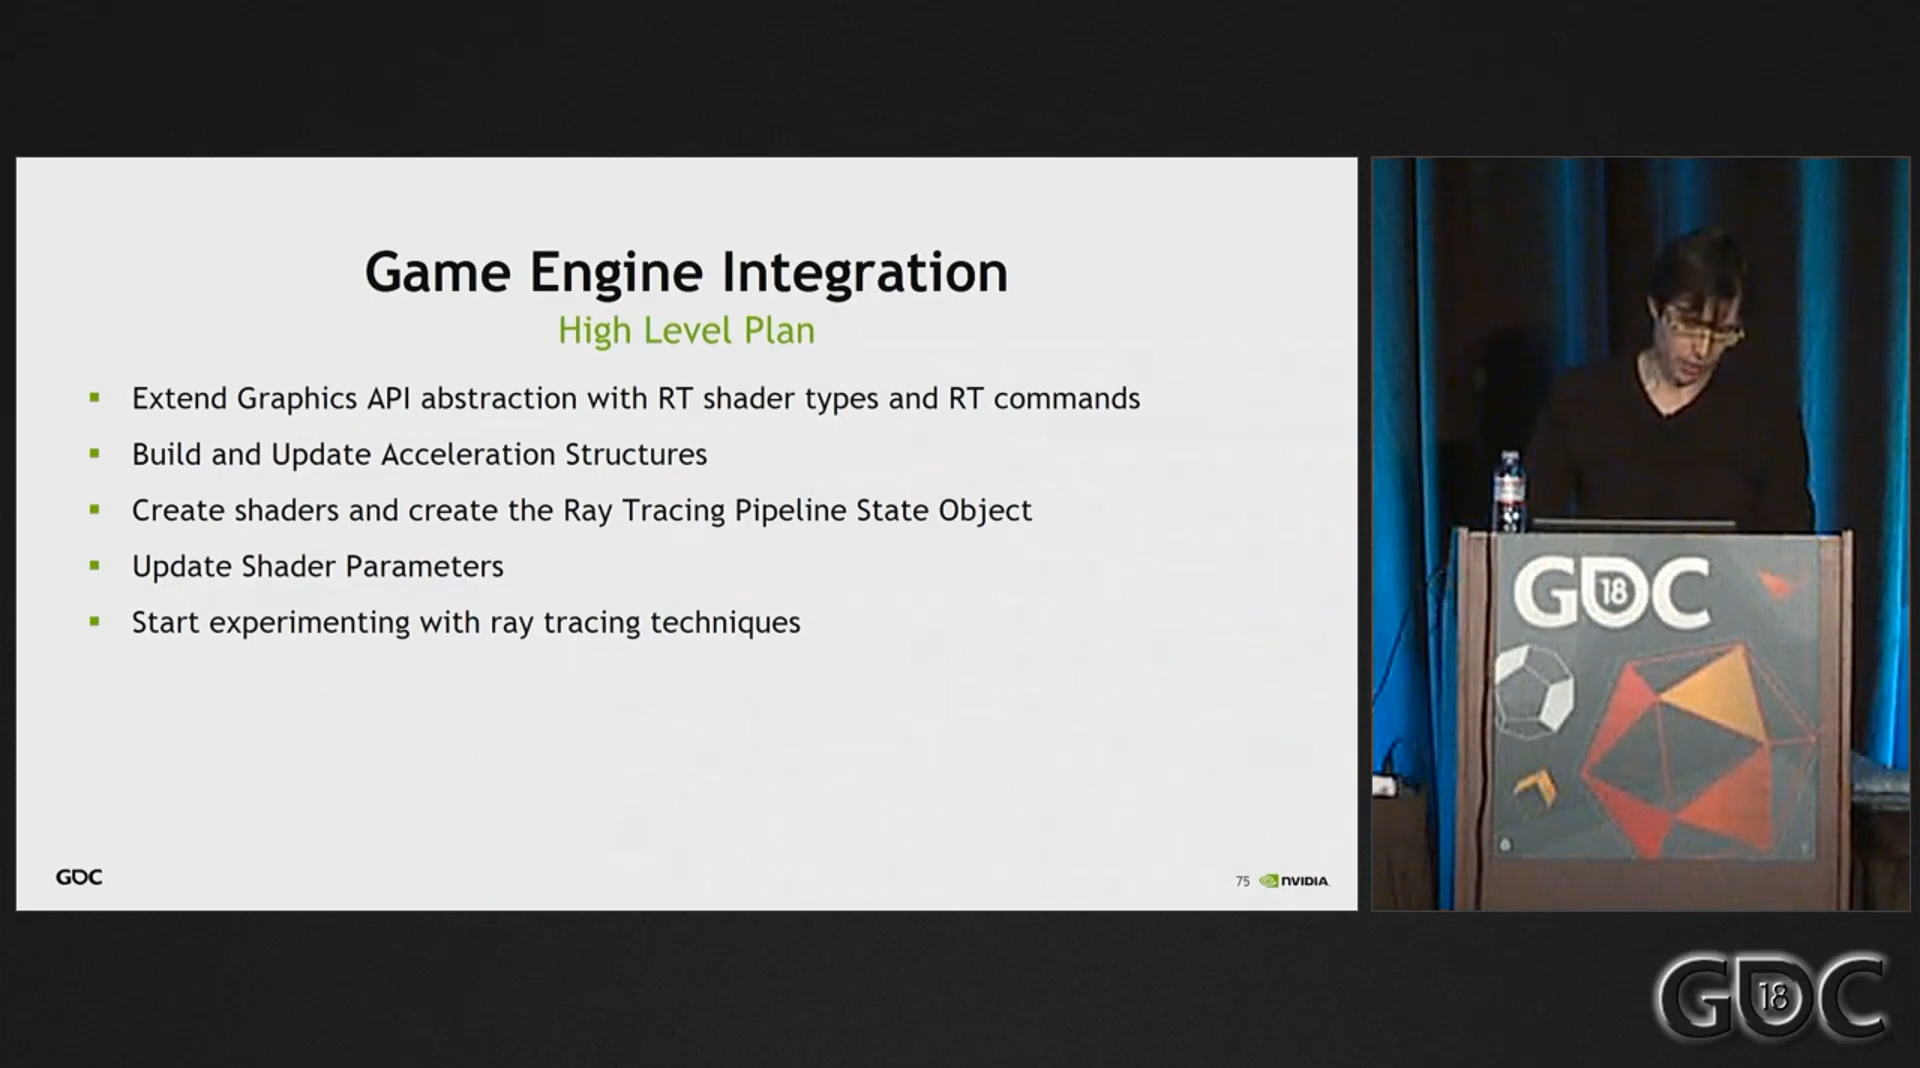 Game Engine Integration
High Level Plan
Extend Graphics API abstraction with RT shader types and RT commands
Build and Update Acceleration Structures
Create shaders and create the Ray Tracing Pipeline State Object
Update Shader Parameters
Start experimenting with ray tracing techniques
GDC
75 NVIDIA
GDC 18
GDC 18